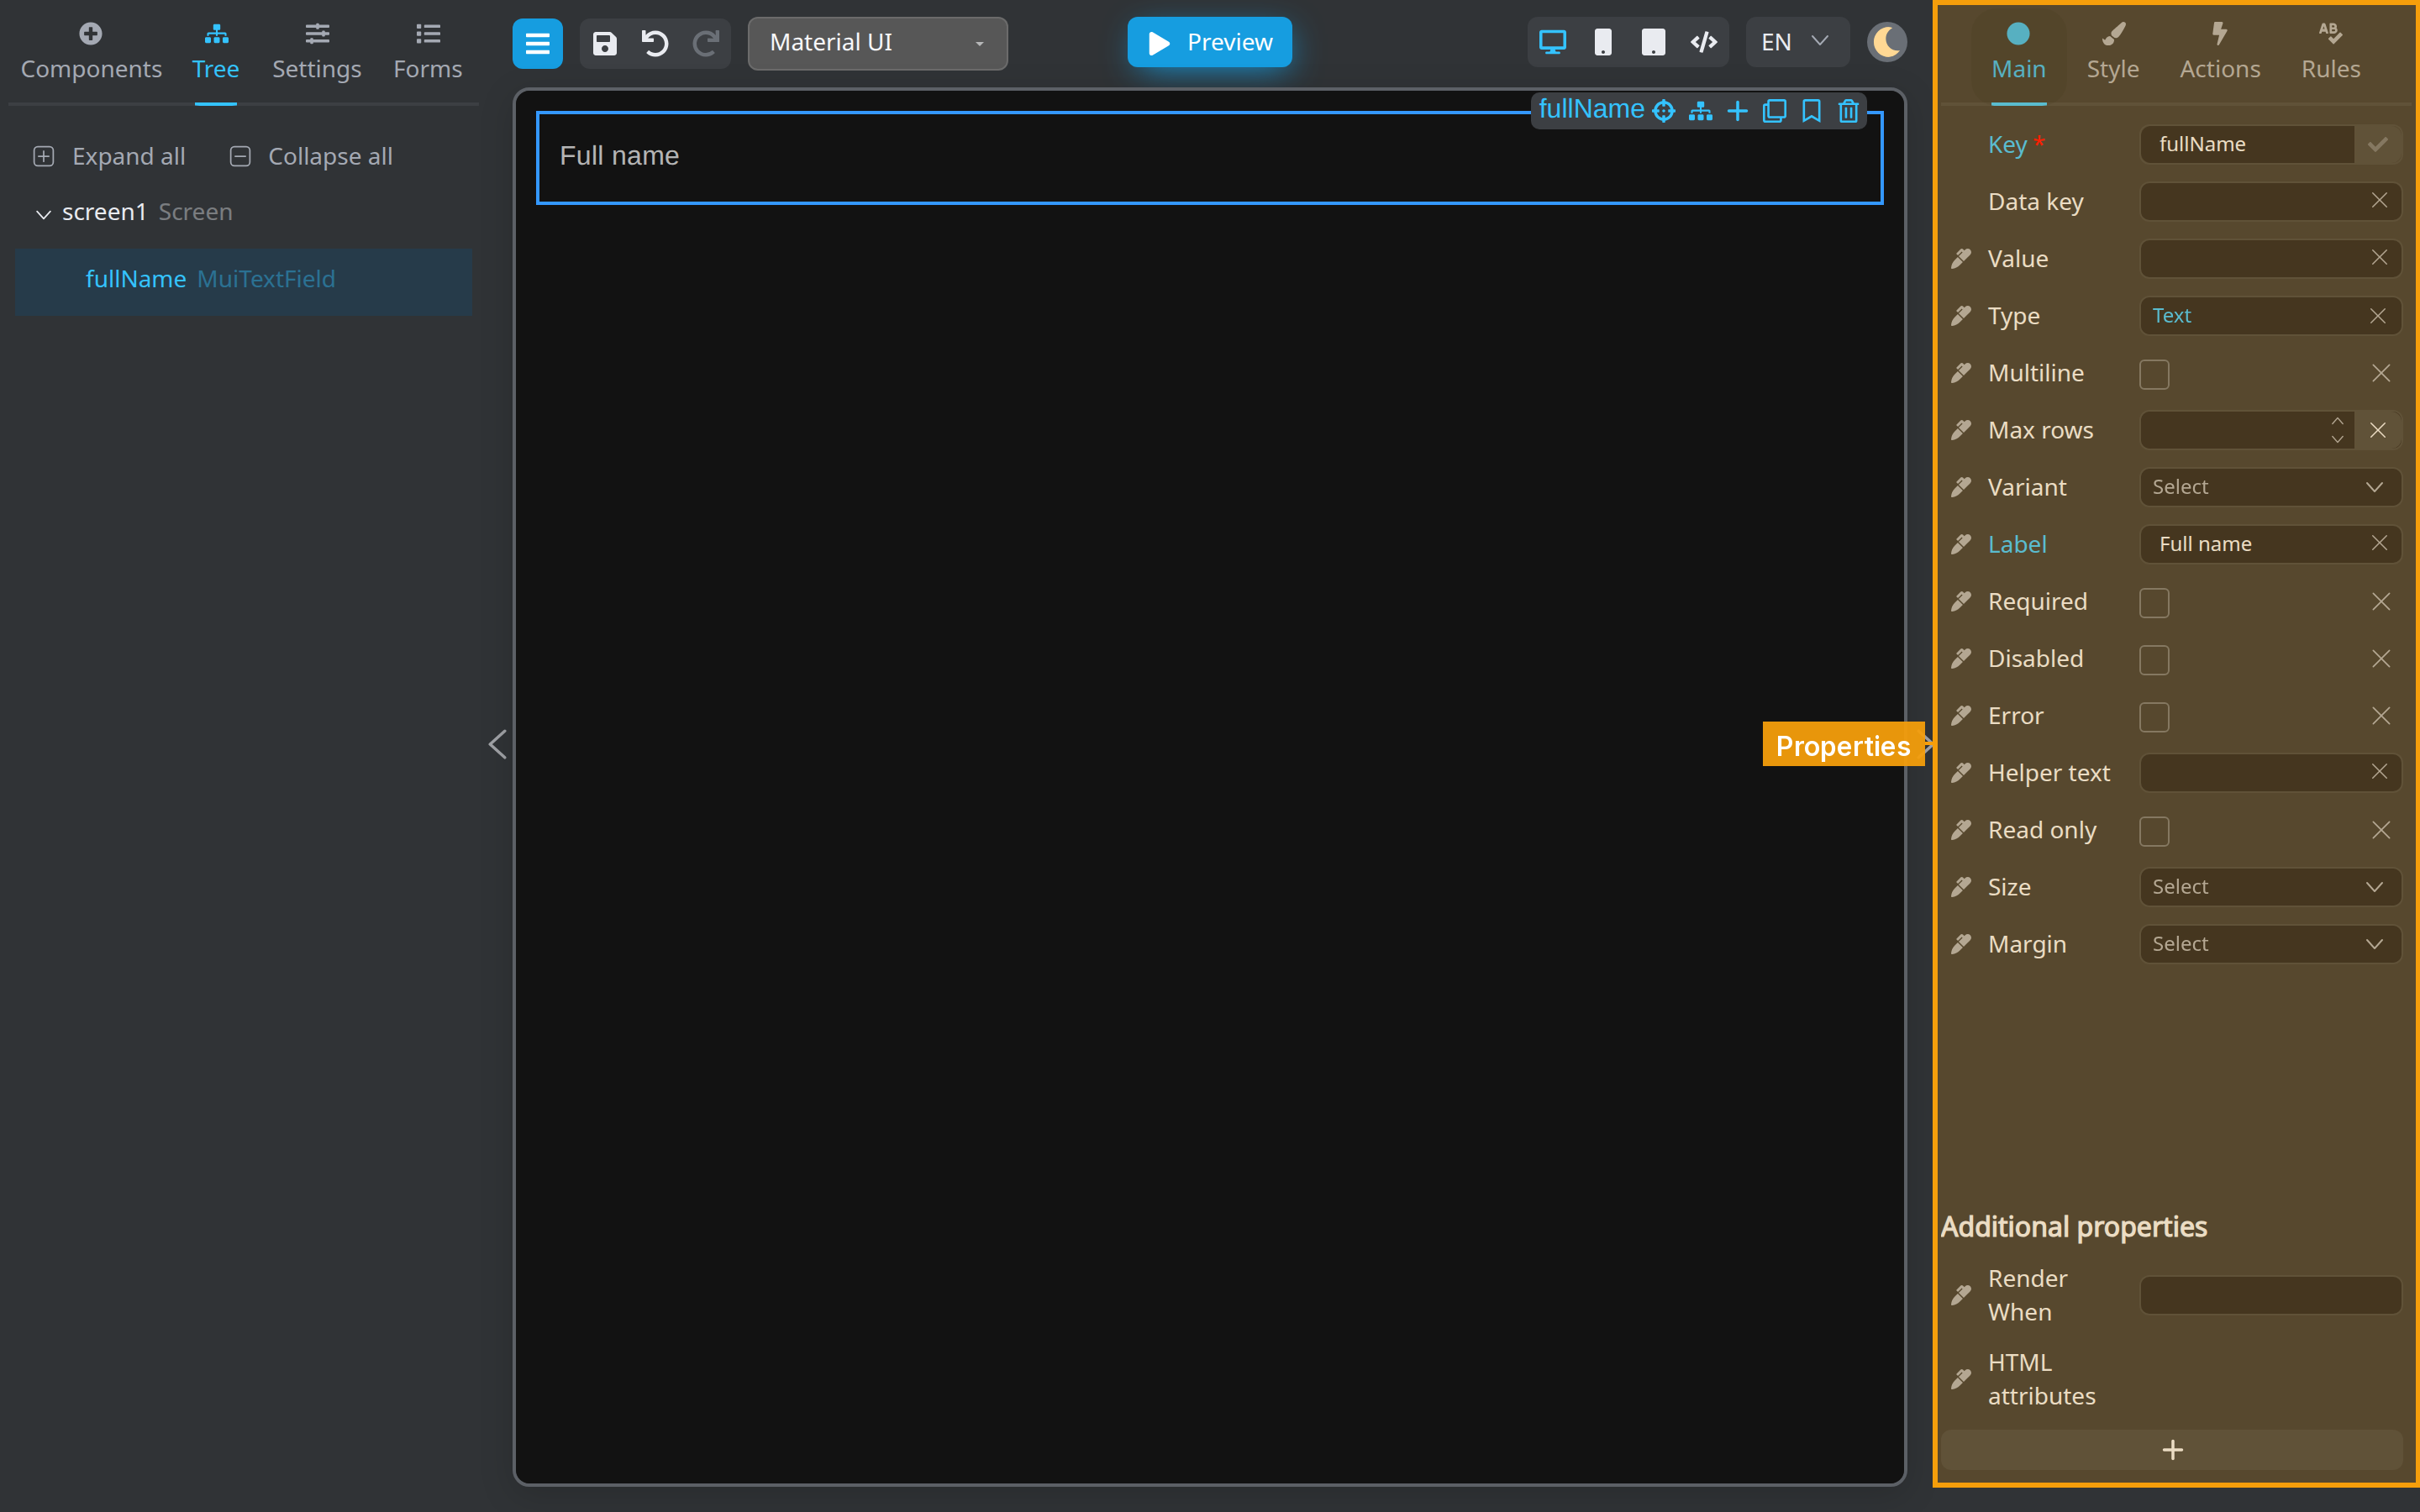 Components Tree Settings Forms
Material UI
Preview
EN
Main Style Actions AB Rules
Expand all Collapse all
screen1 Screen
fullName MuiTextField
fullName
Full name
Properties
Key * fullName
Data key
Value
Type Text
Multiline
Max rows
Variant Select
Label Full name
Required
Disabled
Error
Helper text
Read only
Size Select
Margin Select
Additional properties
Render
When
HTML
attributes